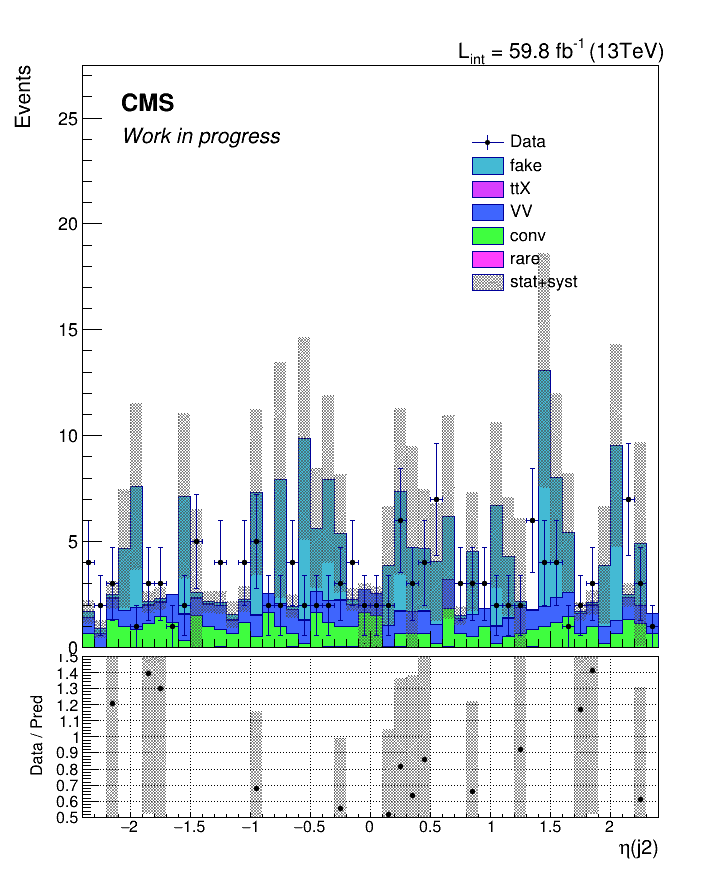 L_int = 59.8 fb^-1 (13TeV)
Events
CMS
Work in progress
Data
fake
ttX
VV
conv
rare
stat+syst
25
20
15
10
5
0
1.5
1.4
1.3
1.2
1.1
1
0.9
0.8
0.7
0.6
0.5
Data / Pred
−2 −1.5 −1 −0.5 0 0.5 1 1.5 2
η(j2)